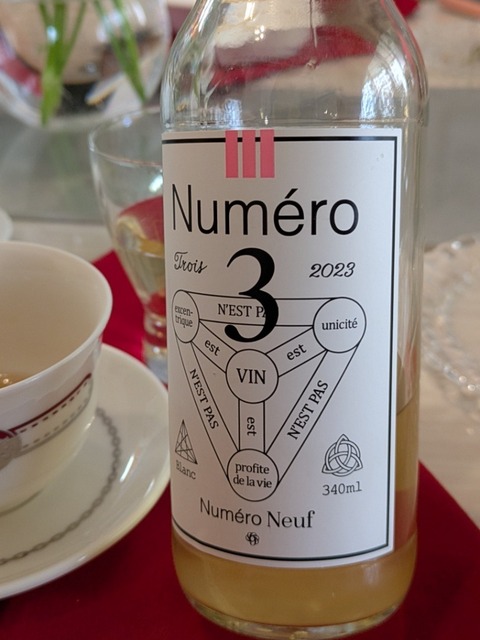 III
Numéro
Trois
3
2023
N'EST PA
excen-
trique
unicité
est
est
VIN
N'EST PAS
N'EST PAS
est
profite
de la vie
Blanc
340ml
Numéro Neuf